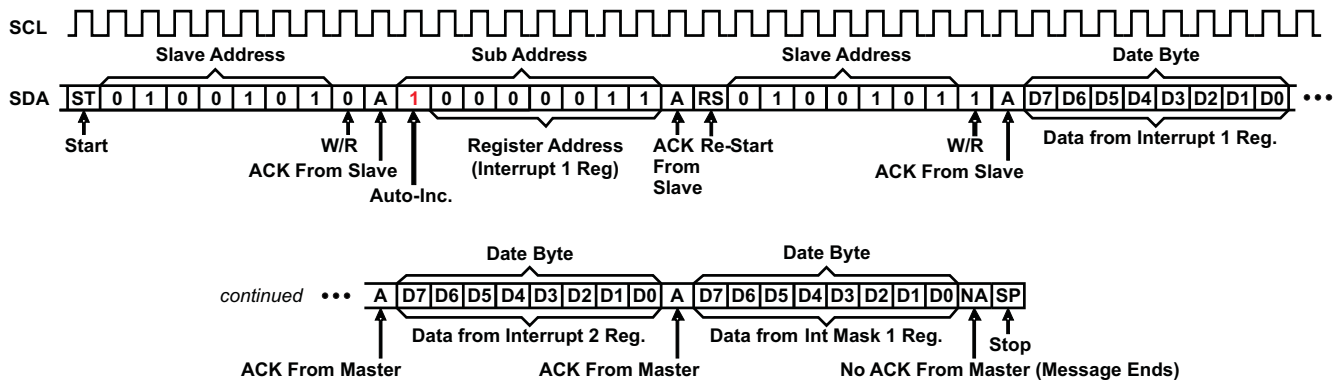 SCL
Slave Address Sub Address Slave Address Date Byte
SDA ST 0 1 0 0 1 0 1 0 A 1 0 0 0 0 0 1 1 A RS 0 1 0 0 1 0 1 1 A D7 D6 D5 D4 D3 D2 D1 D0 •••
Start W/R Register Address ACK Re-Start W/R Data from Interrupt 1 Reg.
ACK From Slave (Interrupt 1 Reg) From ACK From Slave
Auto-Inc. Slave
Date Byte Date Byte
continued ••• A D7 D6 D5 D4 D3 D2 D1 D0 A D7 D6 D5 D4 D3 D2 D1 D0 NA SP
Data from Interrupt 2 Reg. Data from Int Mask 1 Reg. Stop
ACK From Master ACK From Master No ACK From Master (Message Ends)